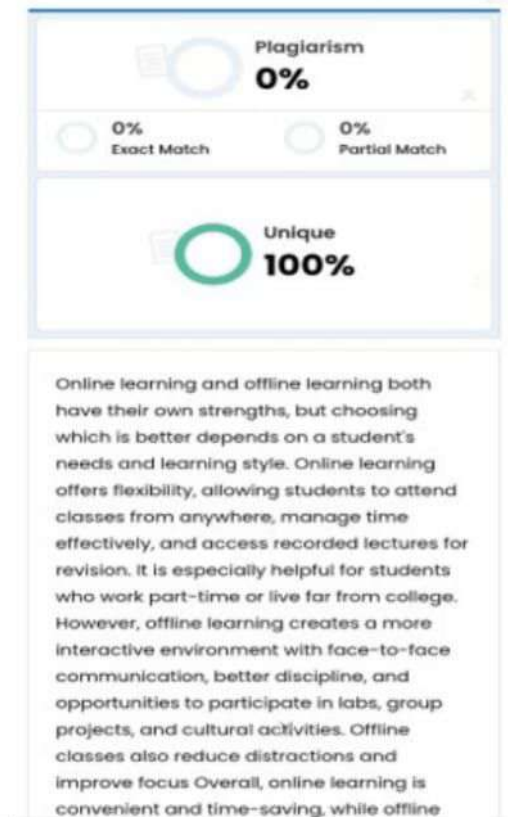 Plagiarism
0%
0%
Exact Match
0%
Partial Match
Unique
100%
Online learning and offline learning both
have their own strengths, but choosing
which is better depends on a student's
needs and learning style. Online learning
offers flexibility, allowing students to attend
classes from anywhere, manage time
effectively, and access recorded lectures for
revision. It is especially helpful for students
who work part-time or live far from college.
However, offline learning creates a more
interactive environment with face-to-face
communication, better discipline, and
opportunities to participate in labs, group
projects, and cultural activities. Offline
classes also reduce distractions and
improve focus Overall, online learning is
convenient and time-saving, while offline